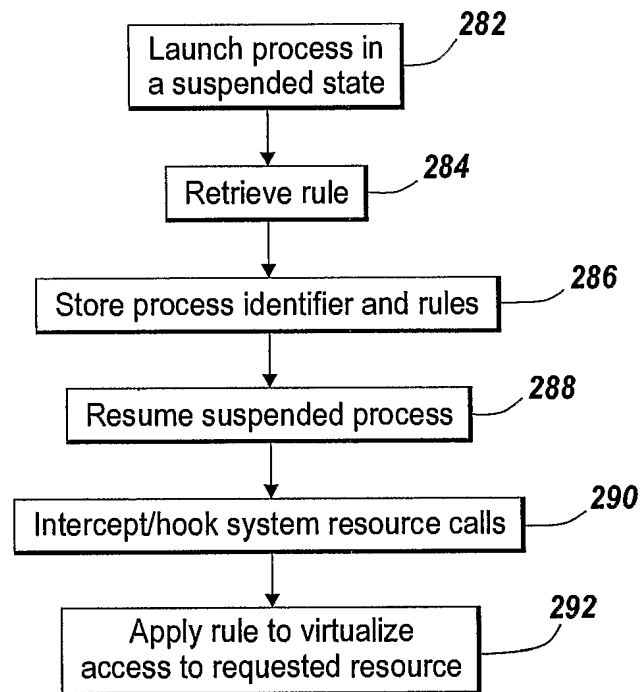 282
Launch process in
a suspended state
284
Retrieve rule
286
Store process identifier and rules
288
Resume suspended process
290
Intercept/hook system resource calls
292
Apply rule to virtualize
access to requested resource